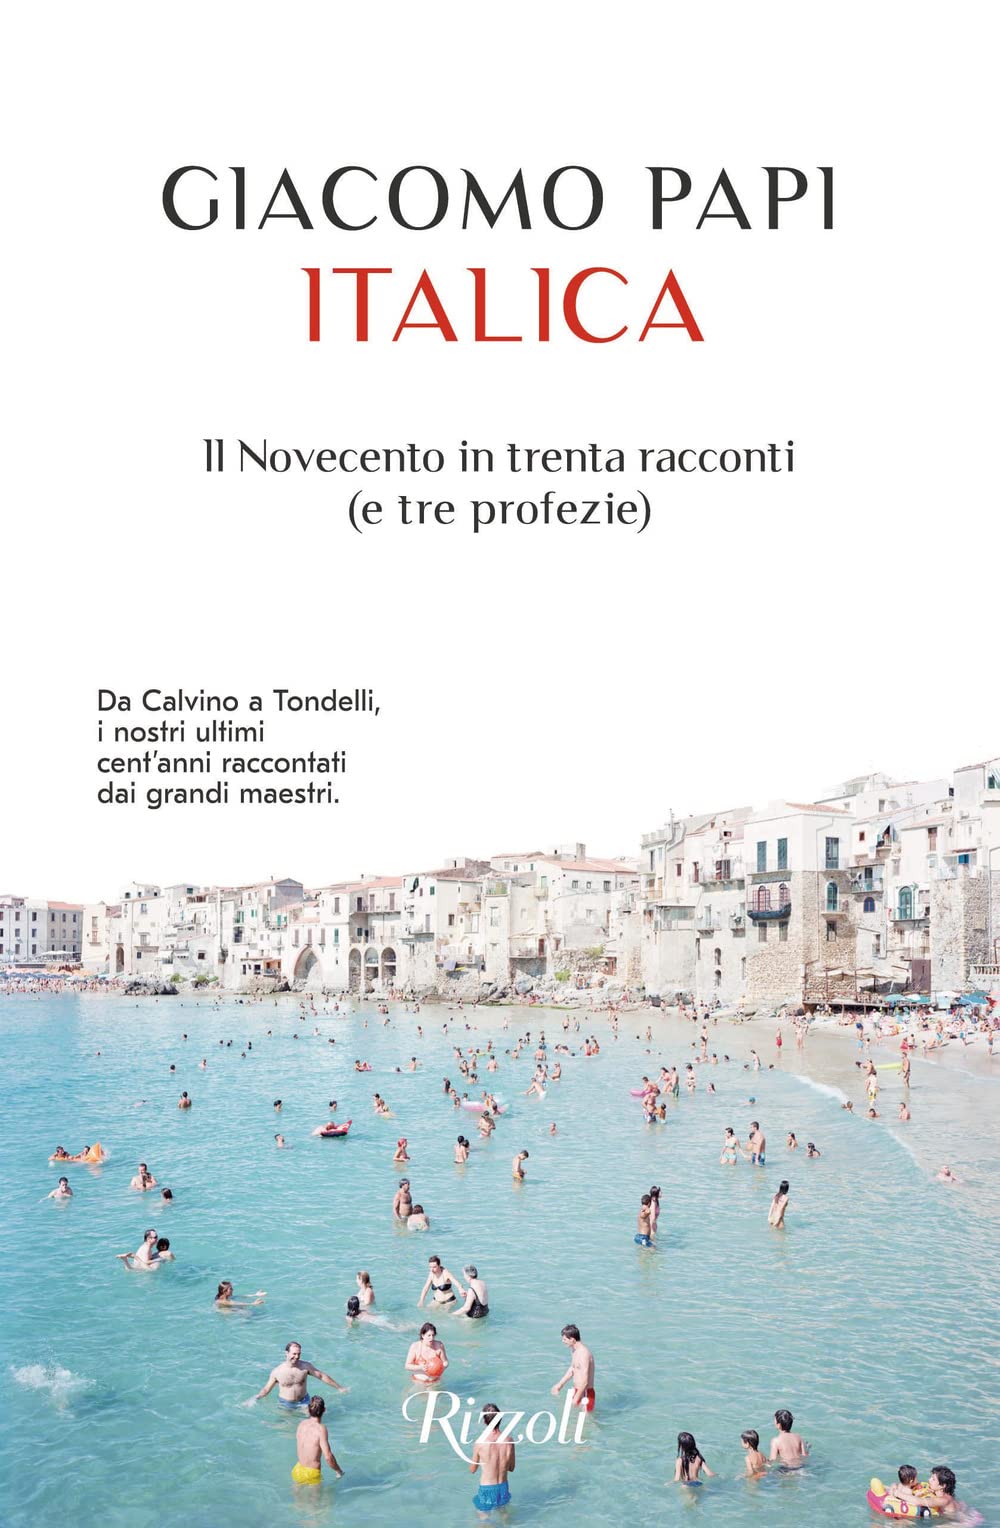 GIACOMO PAPI
ITALICA
Il Novecento in trenta racconti
(e tre profezie)
Da Calvino a Tondelli,
i nostri ultimi
cent'anni raccontati
dai grandi maestri.
Rizzoli